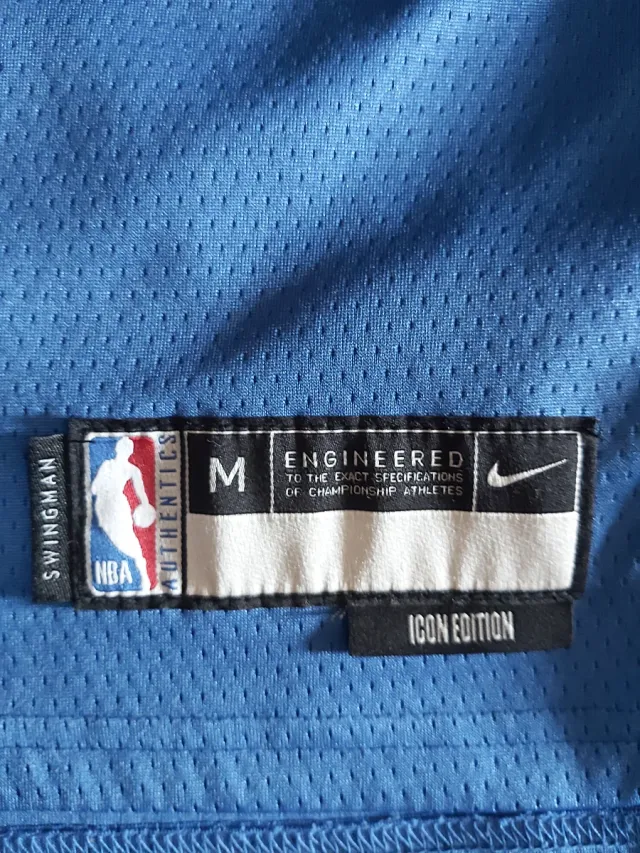 SWINGMAN
NBA
AUTHENTICS
M
ENGINEERED
TO THE EXACT SPECIFICATIONS
OF CHAMPIONSHIP ATHLETES
ICON EDITION